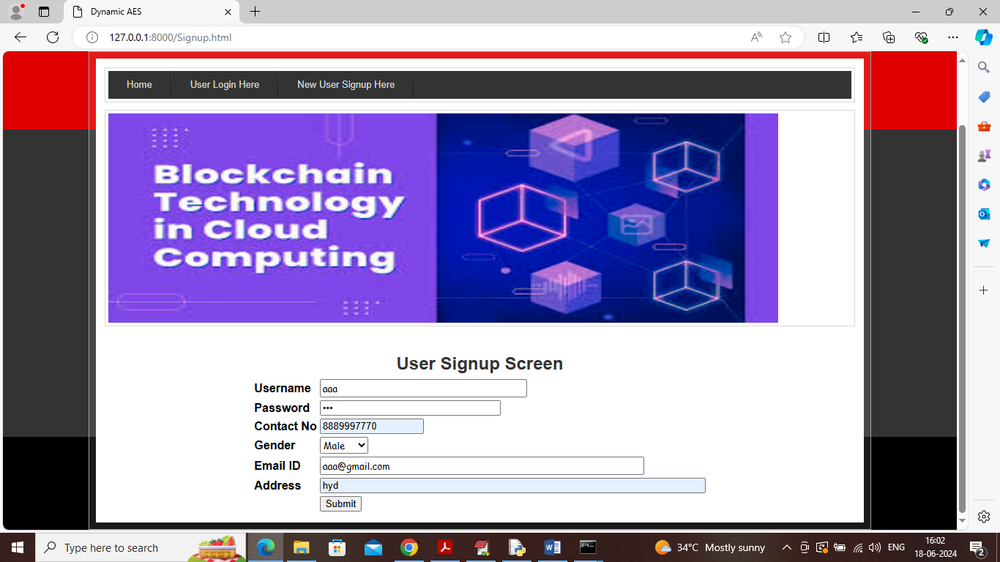 Dynamic AES
127.0.0.1:8000/Signup.html
Home
User Login Here
New User Signup Here
Blockchain
Technology
in Cloud
Computing
User Signup Screen
Username aaa
Password •••
Contact No 8889997770
Gender Male
Email ID aaa@gmail.com
Address hyd
Submit
Type here to search
34°C Mostly sunny
ENG
16:02
18-06-2024
2